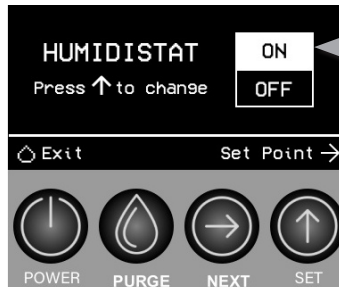 HUMIDISTAT
ON
Press ↑ to change
OFF
Exit
Set Point →
POWER
PURGE
NEXT
SET